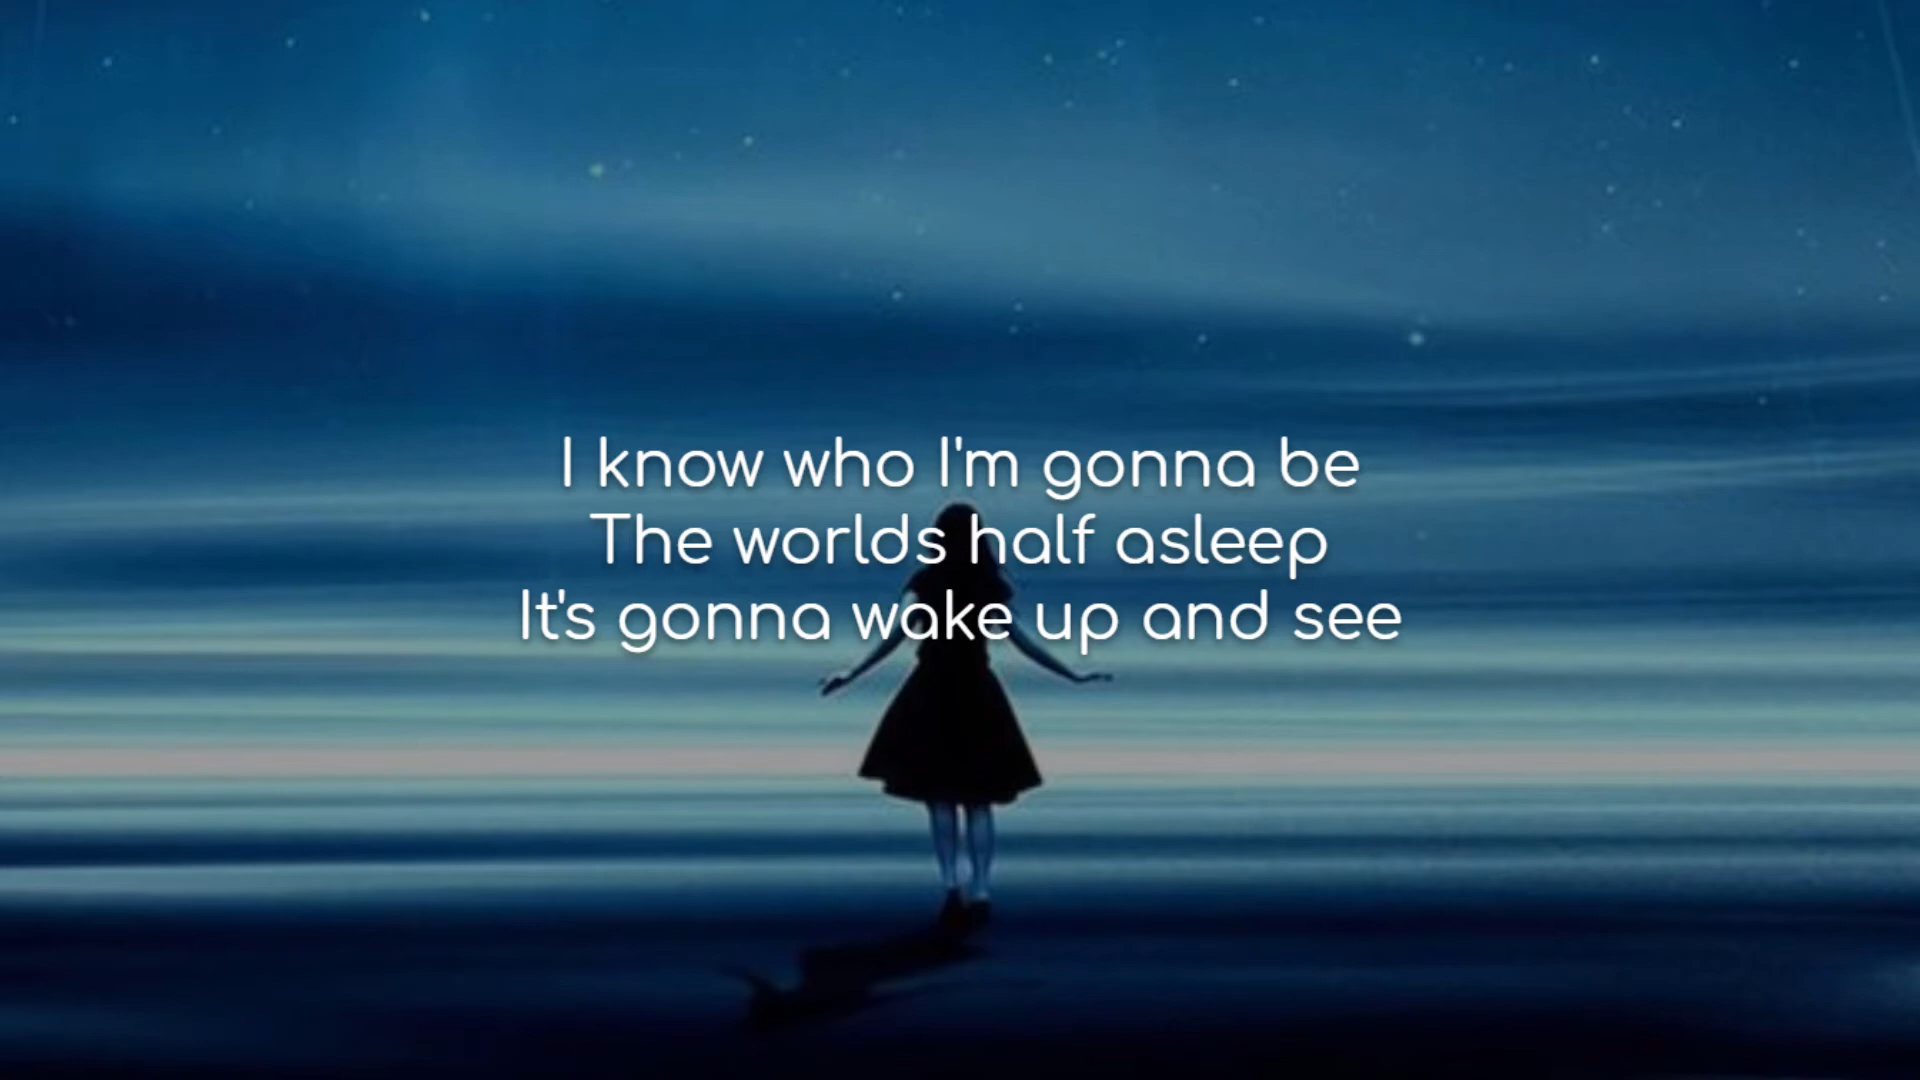 I know who I'm gonna be
The worlds half asleep
It's gonna wake up and see